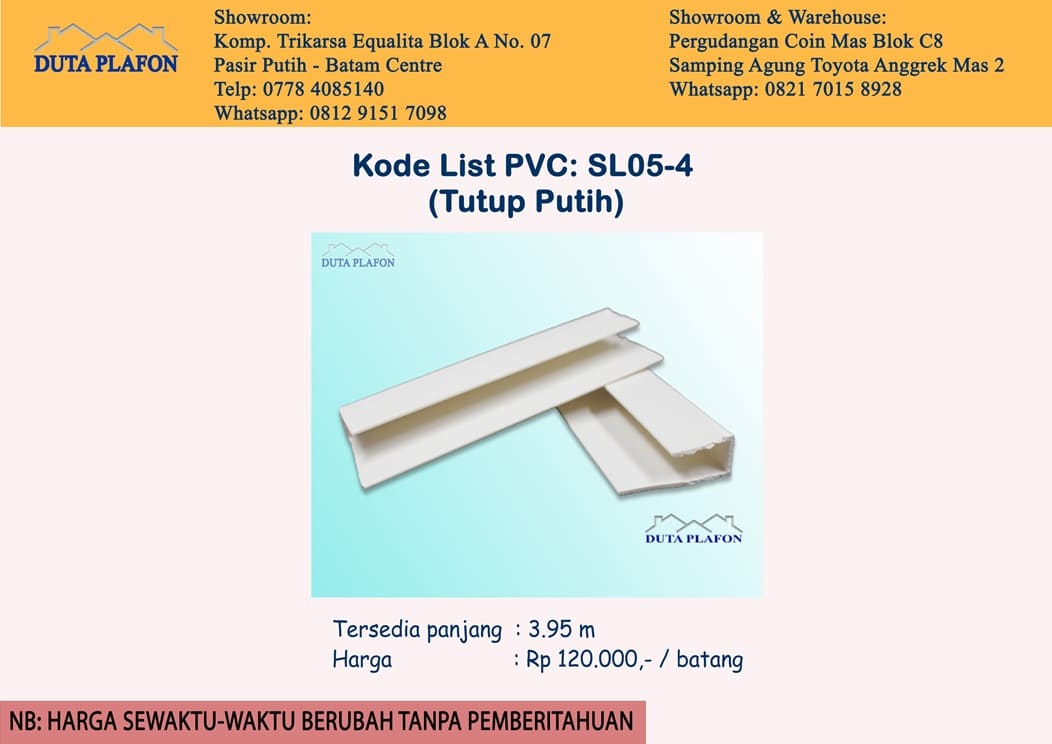 DUTA PLAFON
Showroom:
Komp. Trikarsa Equalita Blok A No. 07
Pasir Putih - Batam Centre
Telp: 0778 4085140
Whatsapp: 0812 9151 7098
Showroom & Warehouse:
Pergudangan Coin Mas Blok C8
Samping Agung Toyota Anggrek Mas 2
Whatsapp: 0821 7015 8928
Kode List PVC: SL05-4
(Tutup Putih)
DUTA PLAFON
DUTA PLAFON
Tersedia panjang : 3.95 m
Harga : Rp 120.000,- / batang
NB: HARGA SEWAKTU-WAKTU BERUBAH TANPA PEMBERITAHUAN